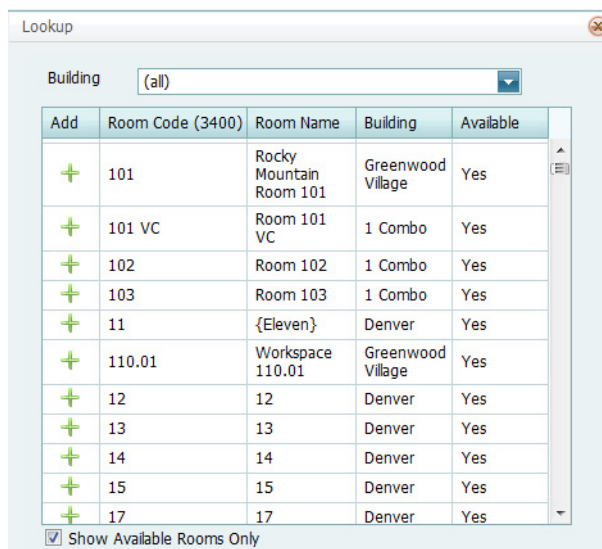 Lookup
Building (all)
Add Room Code (3400) Room Name Building Available
101 Rocky Mountain Room 101 Greenwood Village Yes
101 VC Room 101 VC 1 Combo Yes
102 Room 102 1 Combo Yes
103 Room 103 1 Combo Yes
11 {Eleven} Denver Yes
110.01 Workspace 110.01 Greenwood Village Yes
12 12 Denver Yes
13 13 Denver Yes
14 14 Denver Yes
15 15 Denver Yes
17 17 Denver Yes
Show Available Rooms Only